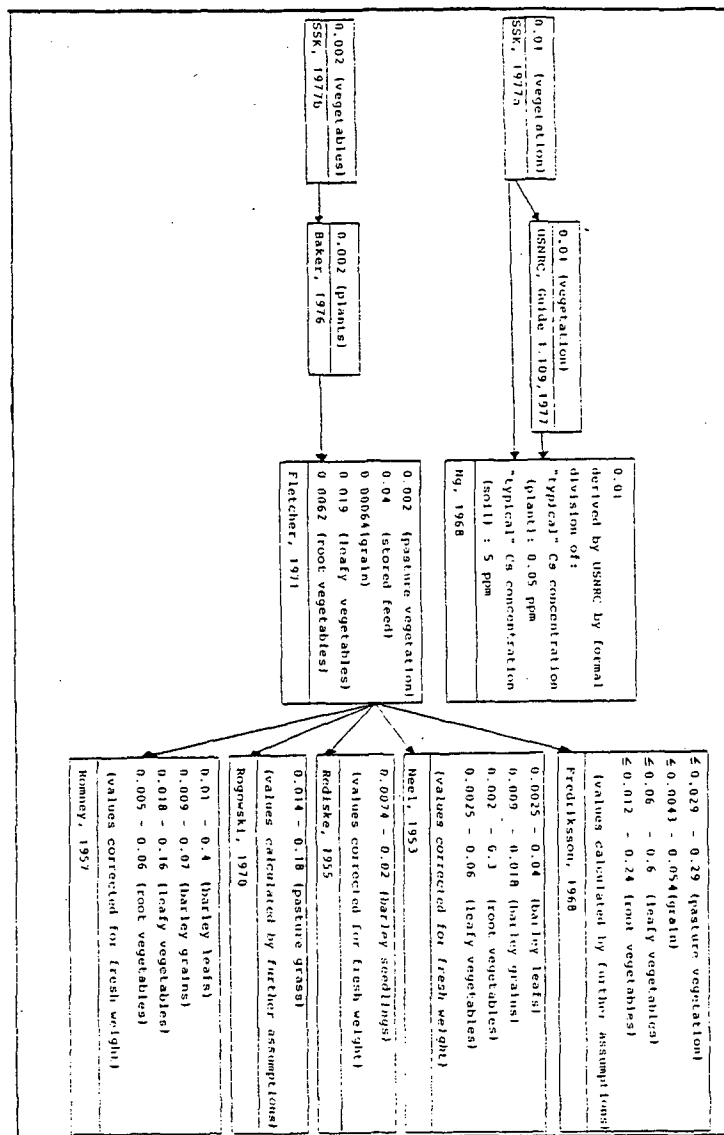 0.01 (vegetation)
SSK, 1977a
0.01 (vegetation)
USNRC, Guide 1.109,1977
0.01
derived by USNRC by formal
division of:
"typical" Cs concentration
(plant): 0.05 ppm
"typical" Cs concentration
(soil) : 5 ppm
Ng, 1968
0.002 (vegetables)
SSK, 1977b
0.002 (plants)
Baker, 1976
0.002 (pasture vegetation)
0.04 (stored feed)
0.00064(grain)
0.019 (leafy vegetables)
0.0062 (root vegetables)
Fletcher, 1971
≤ 0.029 - 0.29 (pasture vegetation)
≤ 0.0043 - 0.054(grain)
≤ 0.06 - 0.6 (leafy vegetables)
≤ 0.012 - 0.24 (root vegetables)
(values calculated by further assumptions)
Fredriksson, 1968
0.0025 - 0.04 (barley leafs)
0.009 - 0.018 (barley grains)
0.002 - 0.3 (root vegetables)
0.0025 - 0.06 (leafy vegetables)
(values corrected for fresh weight)
Neel, 1953
0.0074 - 0.02 (barley seedlings)
(values corrected for fresh weight)
Rediske, 1955
0.014 - 0.18 (pasture grass)
(values calculated by further assumptions)
Rogowski, 1970
0.01 - 0.4 (barley leafs)
0.009 - 0.07 (barley grains)
0.018 - 0.16 (leafy vegetables)
0.005 - 0.06 (root vegetables)
(values corrected for fresh weight)
Romney, 1957